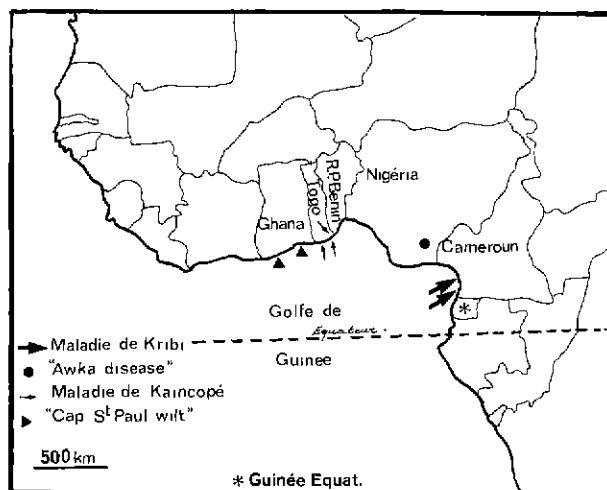 R.P.Benin
Togo
Nigéria
Ghana
Cameroun
*
Golfe de
Equateur
Guinee
Maladie de Kribi
"Awka disease"
Maladie de Kaincopé
"Cap St Paul wilt"
500 km
* Guinée Equat.